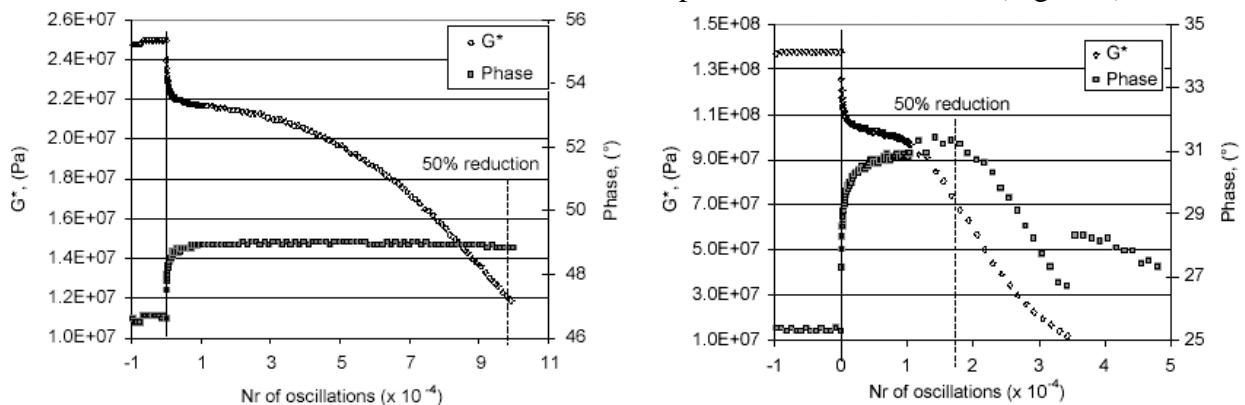 2.6E+07
2.4E+07
2.2E+07
2.0E+07
1.8E+07
1.6E+07
1.4E+07
1.2E+07
1.0E+07
G*, (Pa)
G*
Phase
50% reduction
56
54
51
49
48
46
Phase, (°)
-1 1 3 5 7 9 11
Nr of oscillations (x 10⁻⁴)
1.5E+08
1.3E+08
1.1E+08
9.0E+07
7.0E+07
5.0E+07
3.0E+07
1.0E+07
G*, (Pa)
G*
Phase
50% reduction
35
33
31
29
27
25
Phase, (°)
-1 0 1 2 3 4 5
Nr of oscillations (x 10⁻⁴)